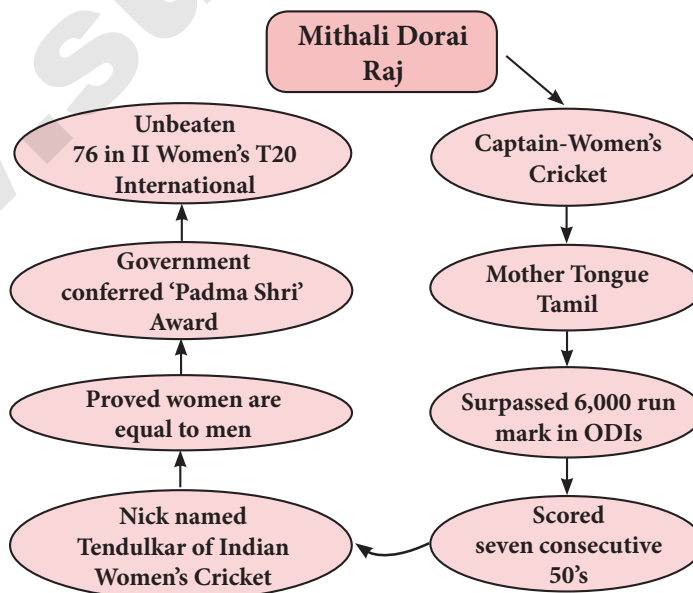 Mithali Dorai
Raj
Captain-Women's
Cricket
Mother Tongue
Tamil
Surpassed 6,000 run
mark in ODIs
Scored
seven consecutive
50's
Nick named
Tendulkar of Indian
Women's Cricket
Proved women are
equal to men
Government
conferred ‘Padma Shri’
Award
Unbeaten
76 in II Women's T20
International